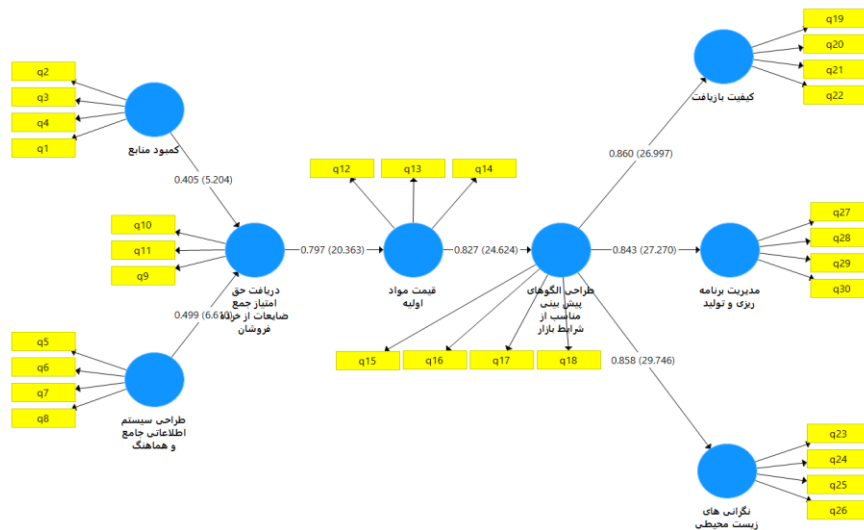 q2
q3
q4
q1
کمبود منابع
0.405 (5.204)
q10
q11
q9
دریافت حق
امتیاز جمع
ضایعات از خرده
فروشان
0.499 (6.610)
q5
q6
q7
q8
طراحی سیستم
اطلاعاتی جامع
و هماهنگ
0.797 (20.363)
q12
q13
q14
قیمت مواد
اولیه
0.827 (24.624)
طراحی الگوهای
پیش بینی
مناسب از
شرایط بازار
q15
q16
q17
q18
0.860 (26.997)
q19
q20
q21
q22
کیفیت بازیافت
0.843 (27.270)
q27
q28
q29
q30
مدیریت برنامه
ریزی و تولید
0.858 (29.746)
q23
q24
q25
q26
نگرانی های
زیست محیطی